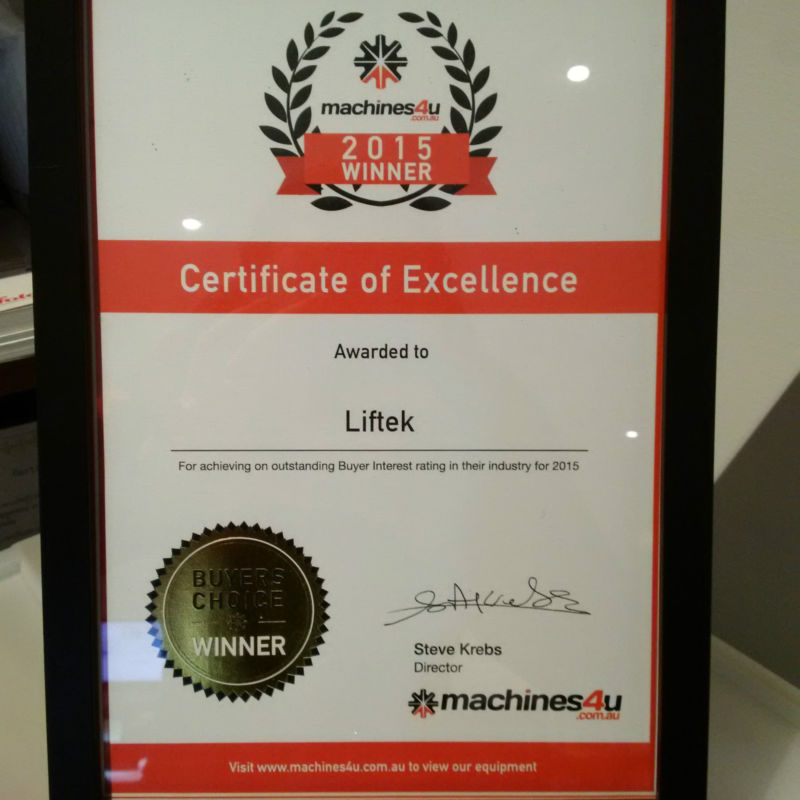 machines4u
.com.au
2015
WINNER
Certificate of Excellence
Awarded to
Liftek
For achieving on outstanding Buyer Interest rating in their industry for 2015
BUYERS
CHOICE
WINNER
Steve Krebs
Director
machines4u
.com.au
Visit www.machines4u.com.au to view our equipment